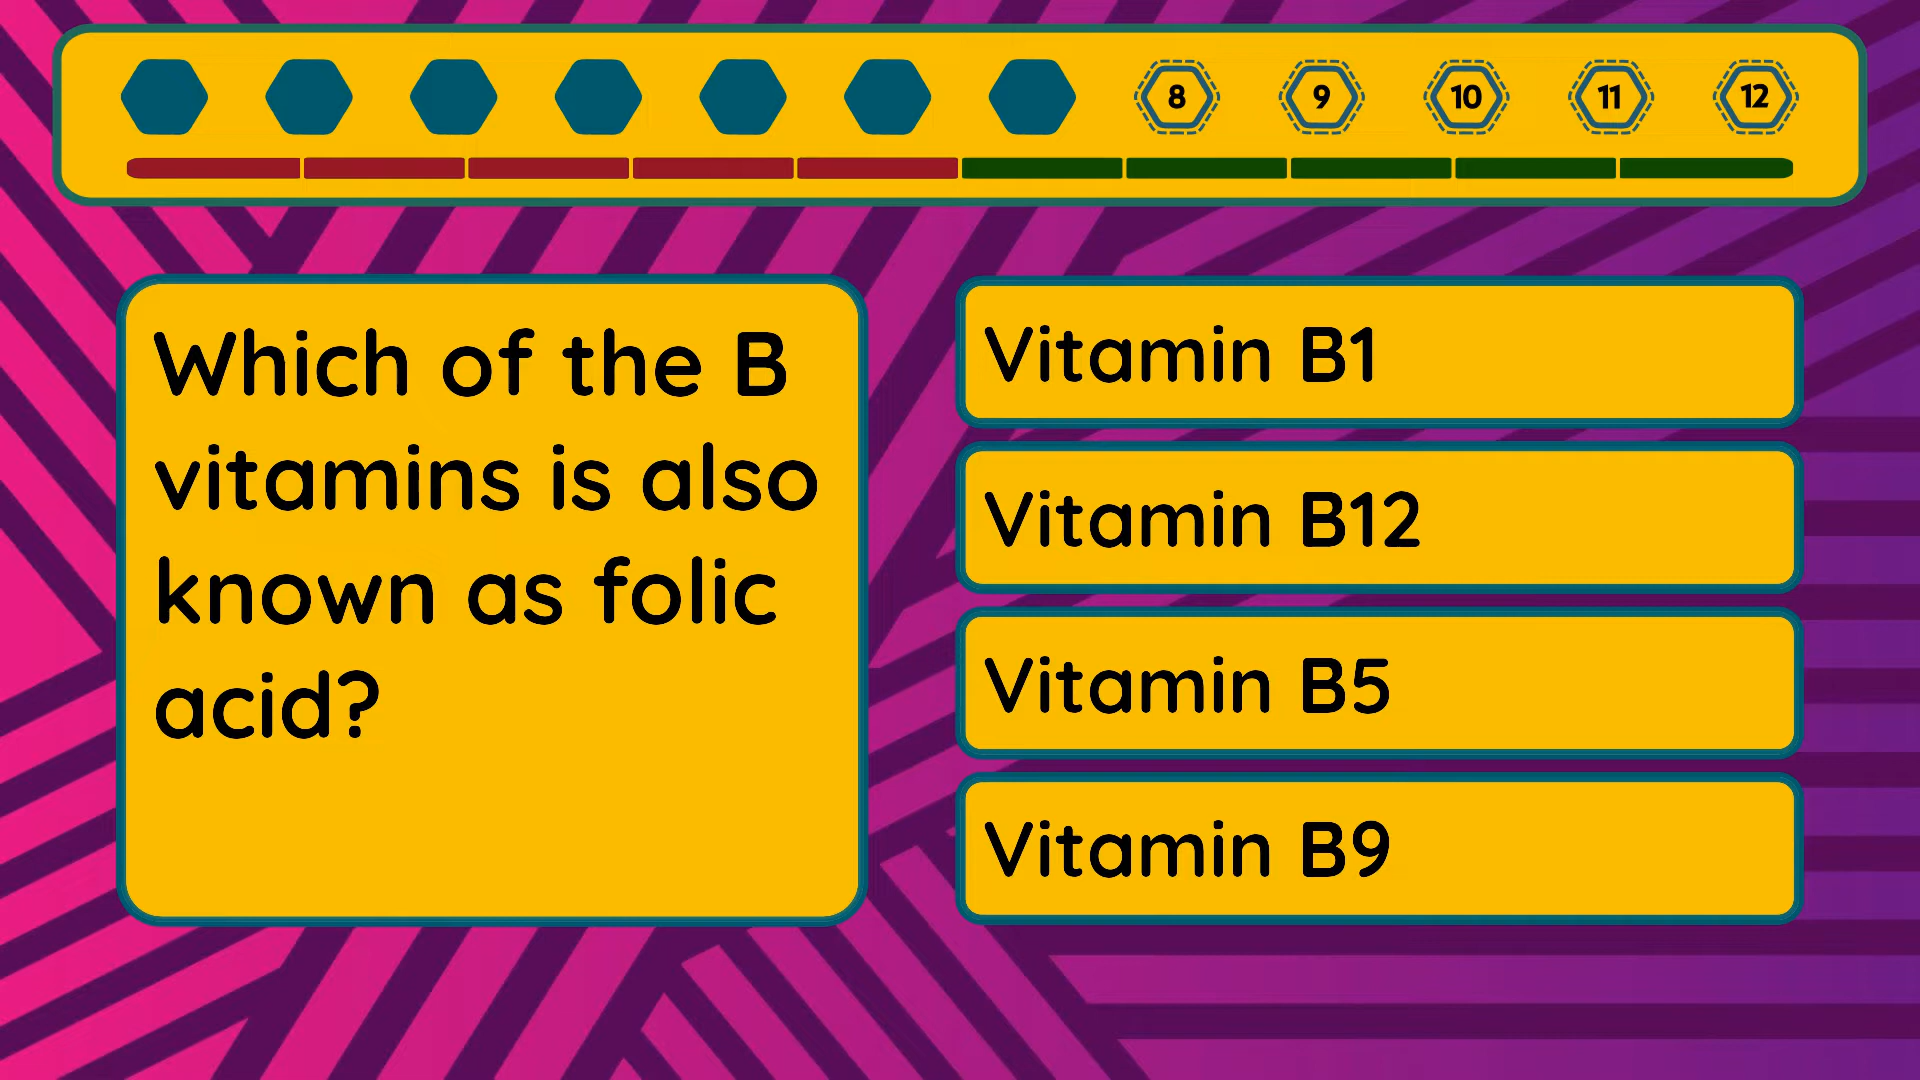 8 9 10 11 12
Which of the B
vitamins is also
known as folic
acid?
Vitamin B1
Vitamin B12
Vitamin B5
Vitamin B9